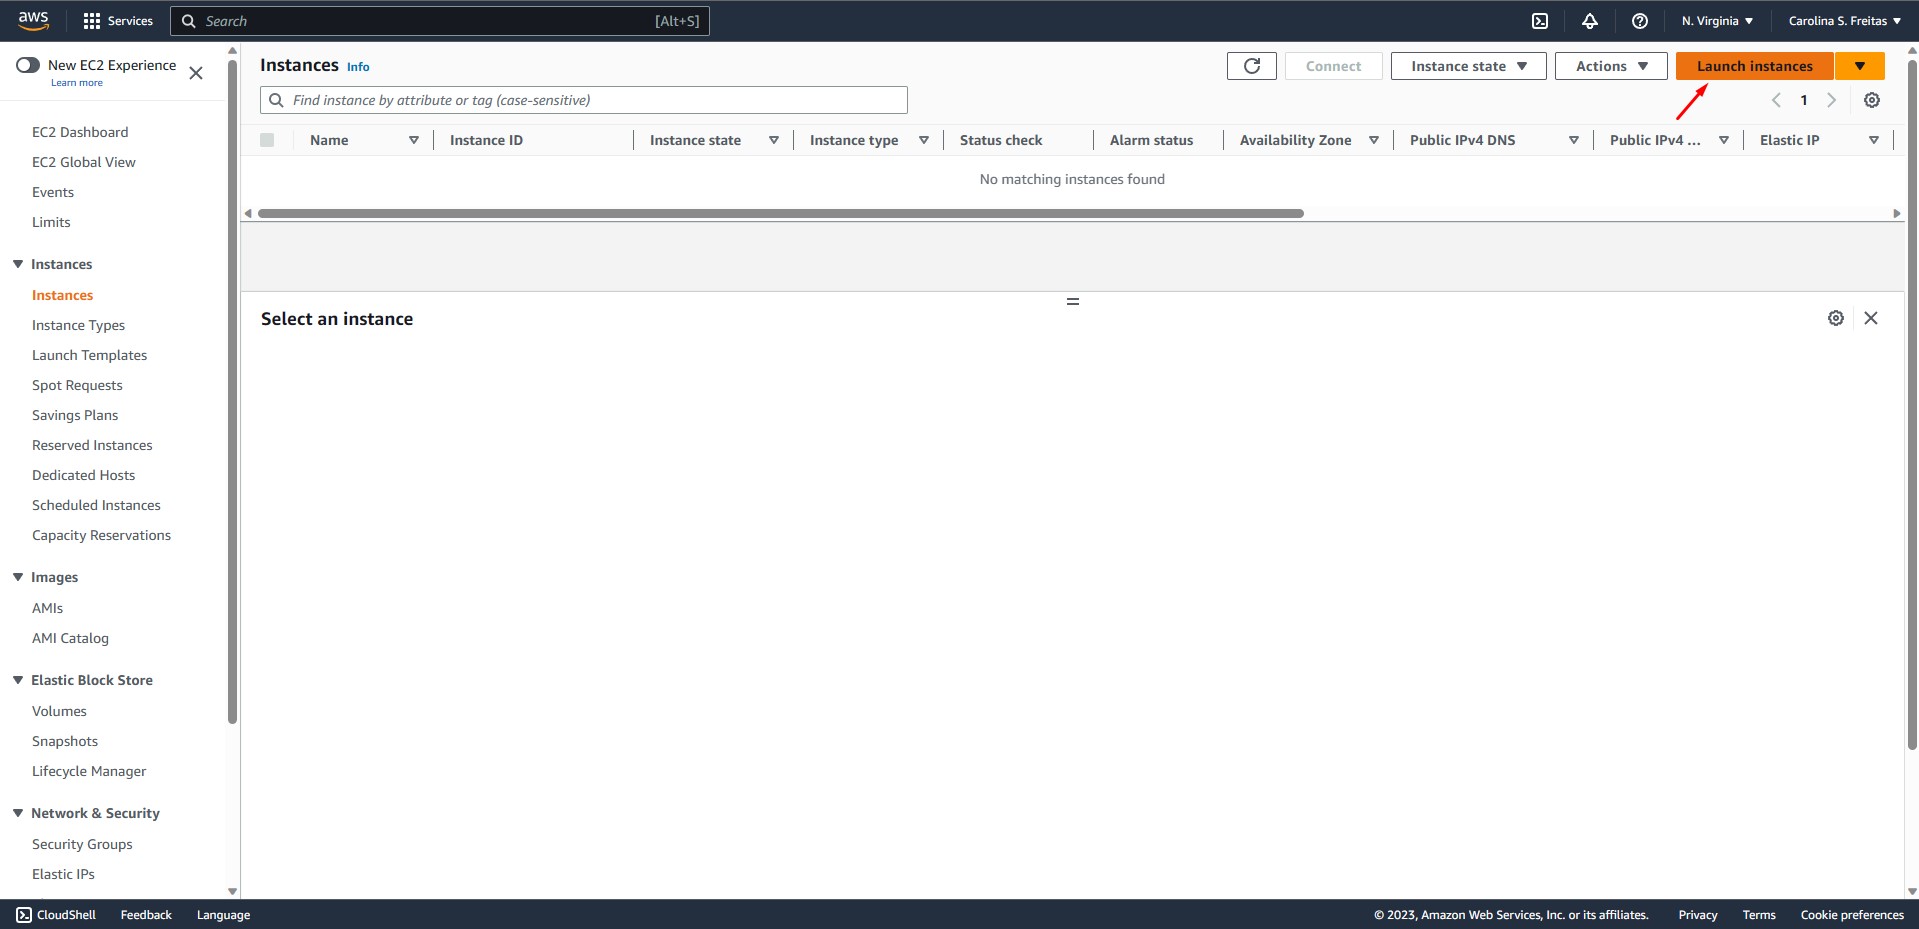 aws Services Search [Alt+S] N. Virginia Carolina S. Freitas
New EC2 Experience
Learn more
EC2 Dashboard
EC2 Global View
Events
Limits
Instances
Instances
Instance Types
Launch Templates
Spot Requests
Savings Plans
Reserved Instances
Dedicated Hosts
Scheduled Instances
Capacity Reservations
Images
AMIs
AMI Catalog
Elastic Block Store
Volumes
Snapshots
Lifecycle Manager
Network & Security
Security Groups
Elastic IPs
Instances Info Connect Instance state Actions Launch instances
Find instance by attribute or tag (case-sensitive) 1
Name Instance ID Instance state Instance type Status check Alarm status Availability Zone Public IPv4 DNS Public IPv4 ... Elastic IP
No matching instances found
Select an instance
CloudShell Feedback Language © 2023, Amazon Web Services, Inc. or its affiliates. Privacy Terms Cookie preferences